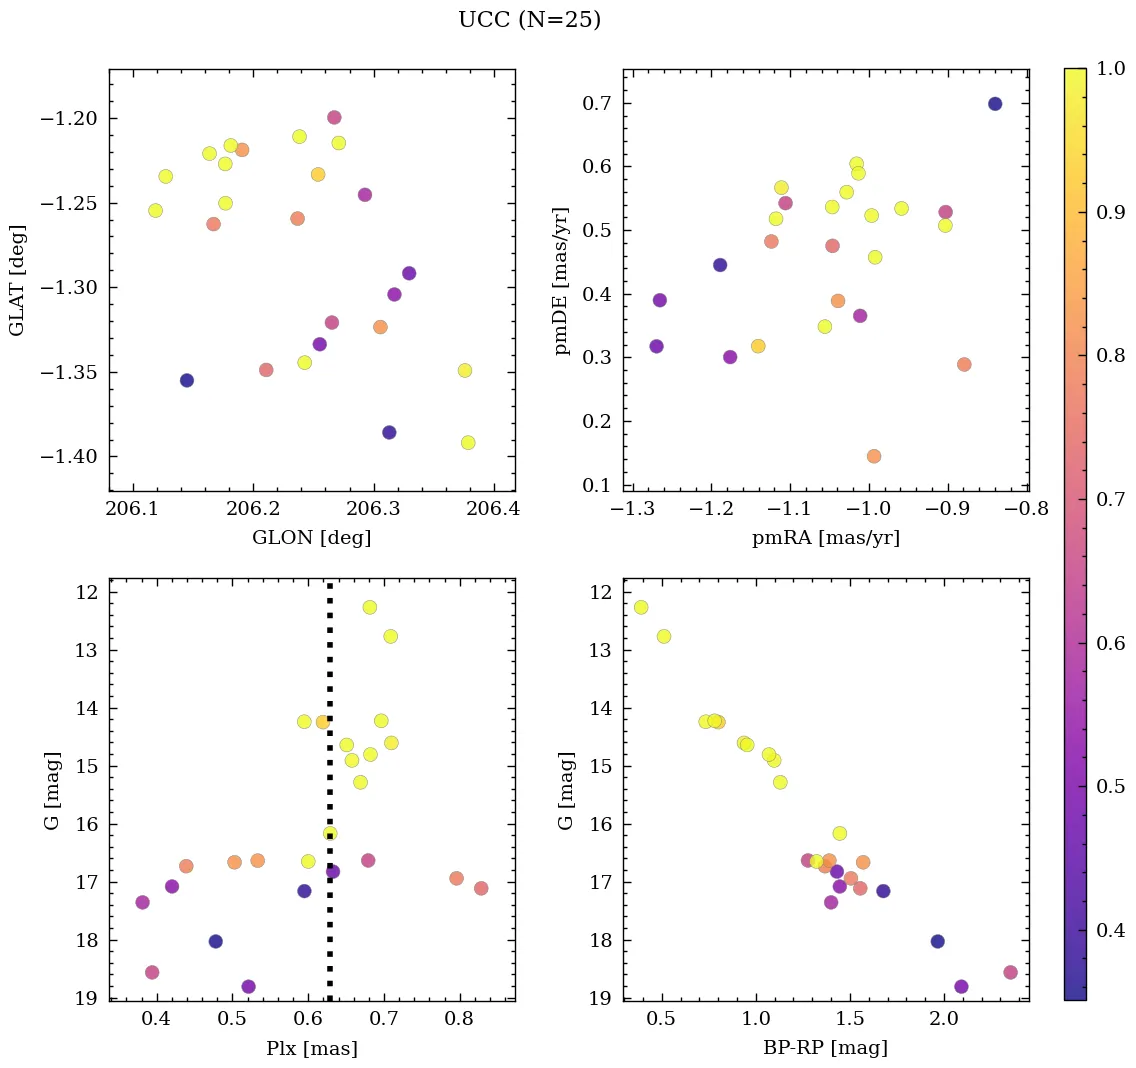 UCC (N=25)
−1.20
−1.25
−1.30
−1.35
−1.40
GLAT [deg]
206.1 206.2 206.3 206.4
GLON [deg]
0.7
0.6
0.5
0.4
0.3
0.2
0.1
pmDE [mas/yr]
−1.3 −1.2 −1.1 −1.0 −0.9 −0.8
pmRA [mas/yr]
12
13
14
15
16
17
18
19
G [mag]
0.4 0.5 0.6 0.7 0.8
Plx [mas]
12
13
14
15
16
17
18
19
G [mag]
0.5 1.0 1.5 2.0
BP-RP [mag]
1.0
0.9
0.8
0.7
0.6
0.5
0.4